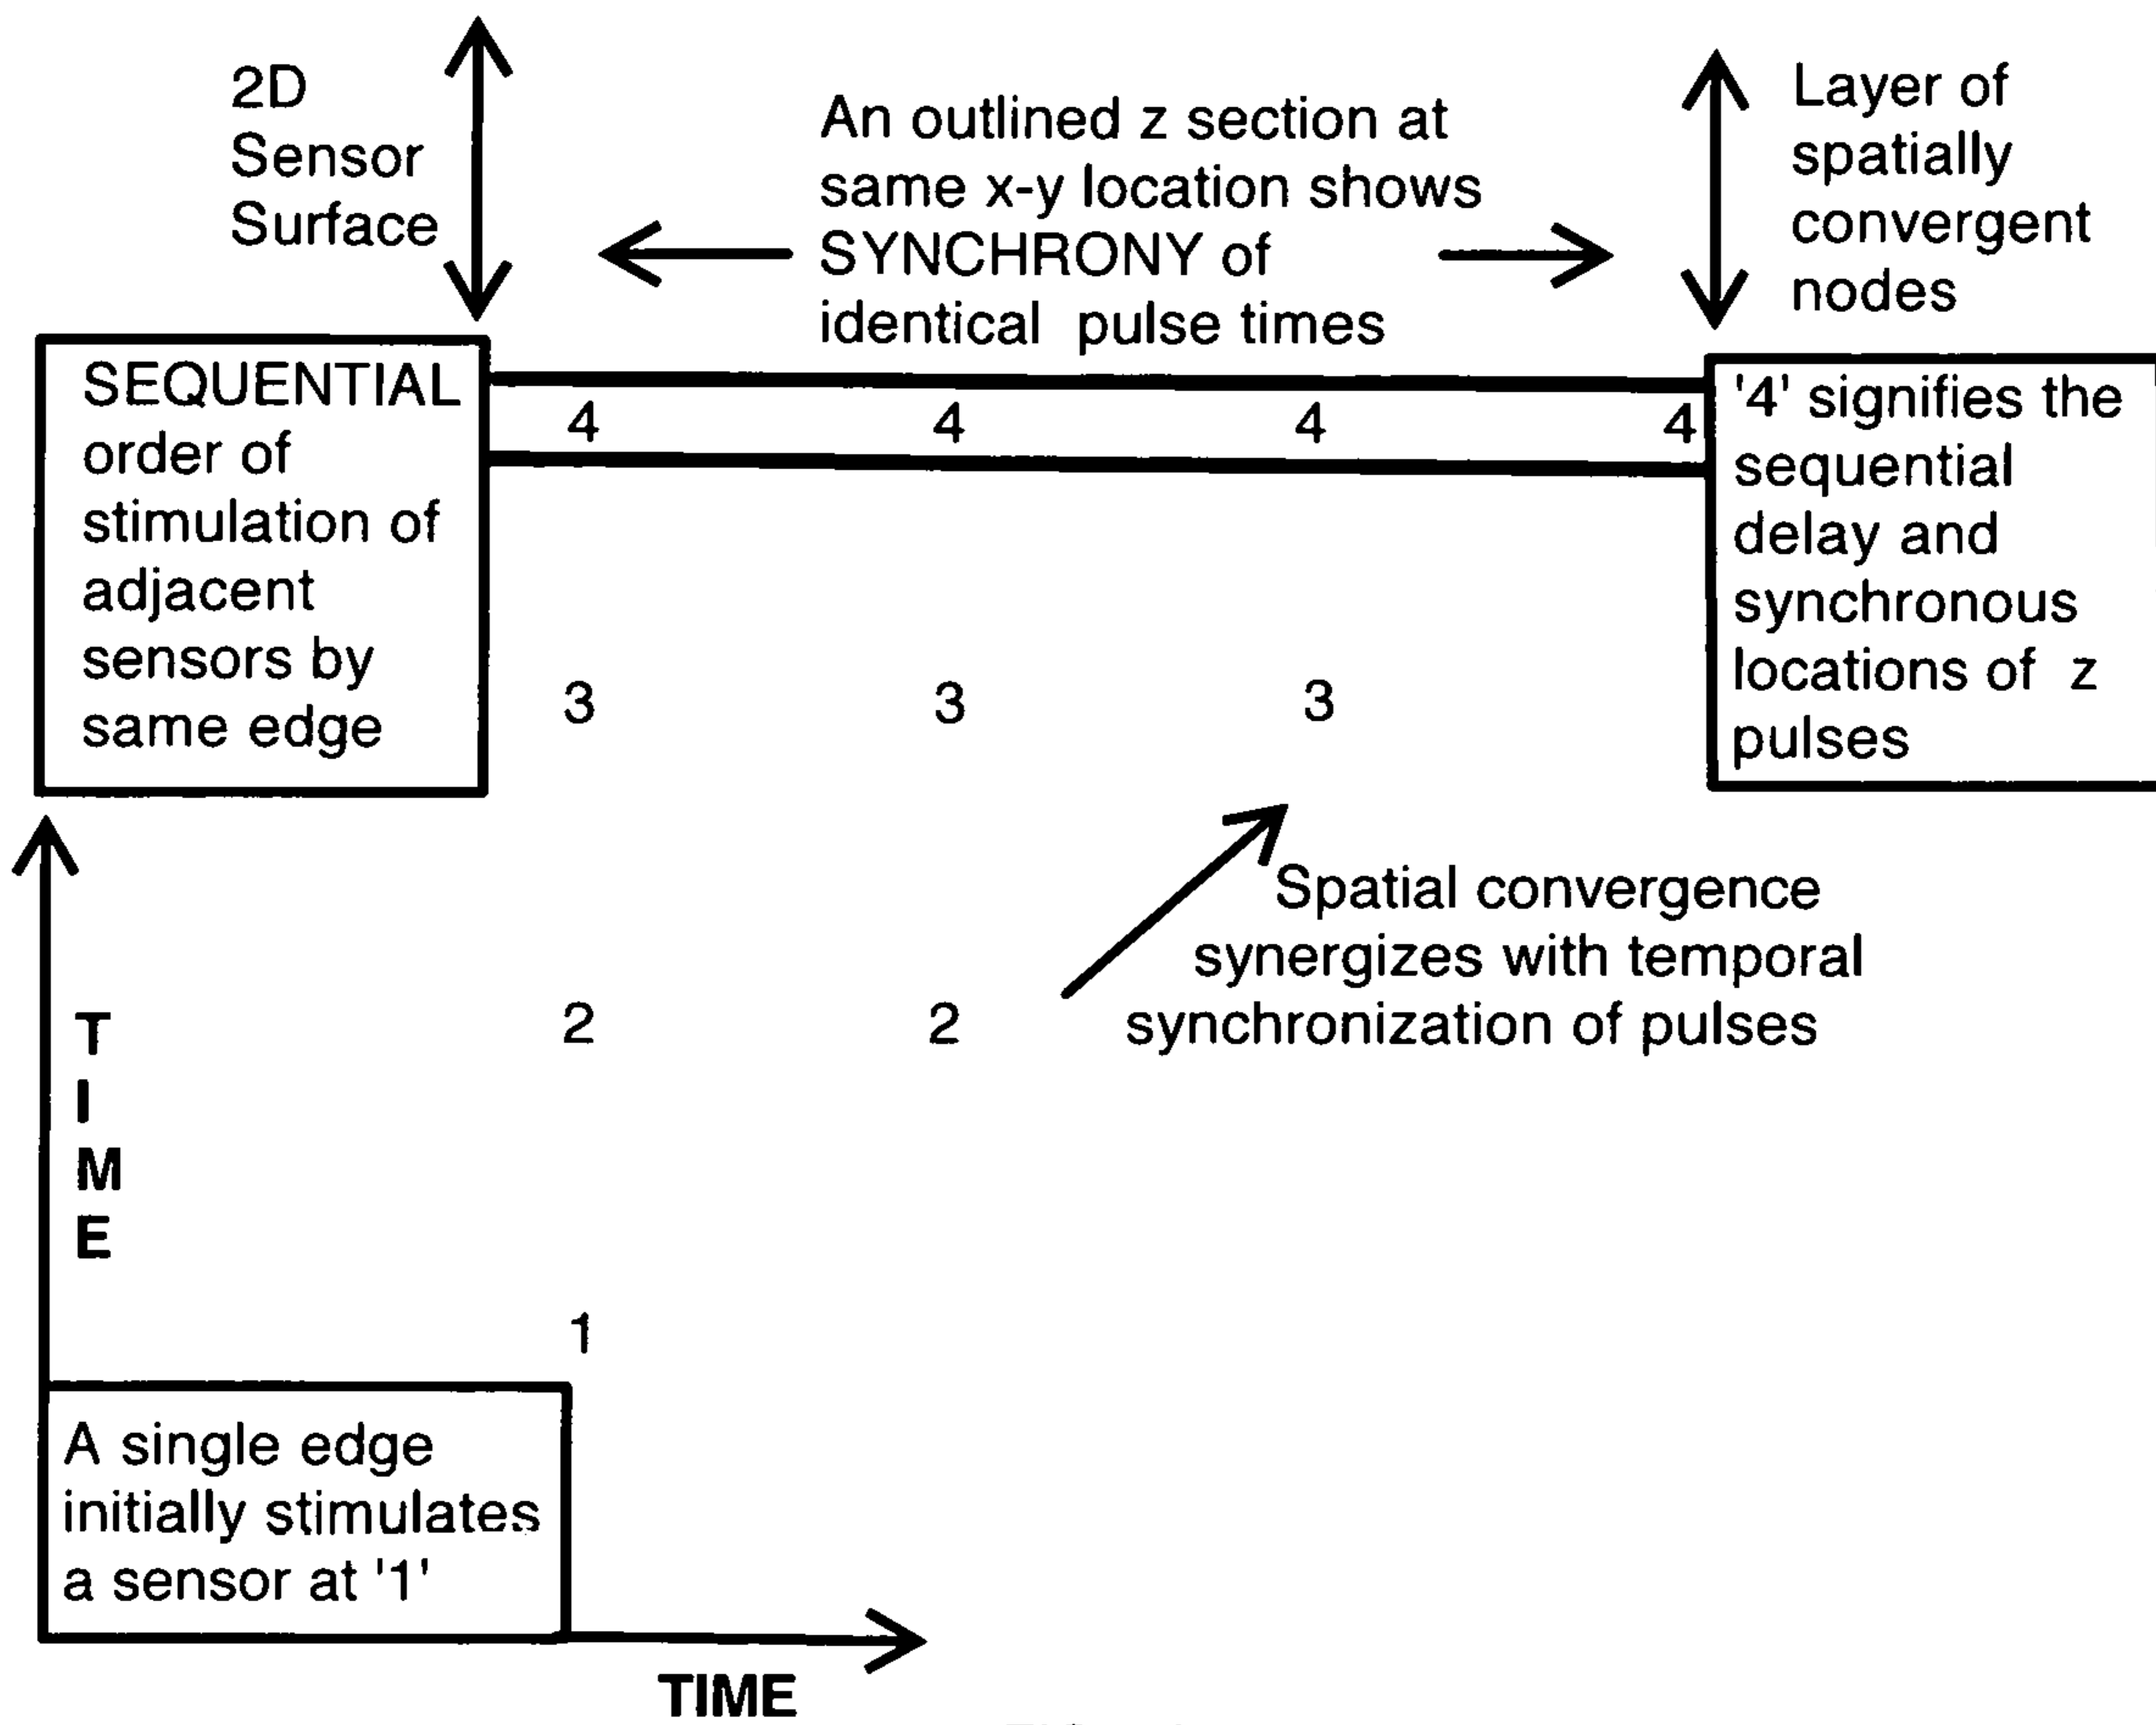 2D
Sensor
Surface
An outlined z section at
same x-y location shows
SYNCHRONY of
identical pulse times
Layer of
spatially
convergent
nodes
SEQUENTIAL
order of
stimulation of
adjacent
sensors by
same edge
4 4 4 4
'4' signifies the
sequential
delay and
synchronous
locations of z
pulses
3 3 3
Spatial convergence
synergizes with temporal
synchronization of pulses
2 2
T
I
M
E
1
A single edge
initially stimulates
a sensor at '1'
TIME